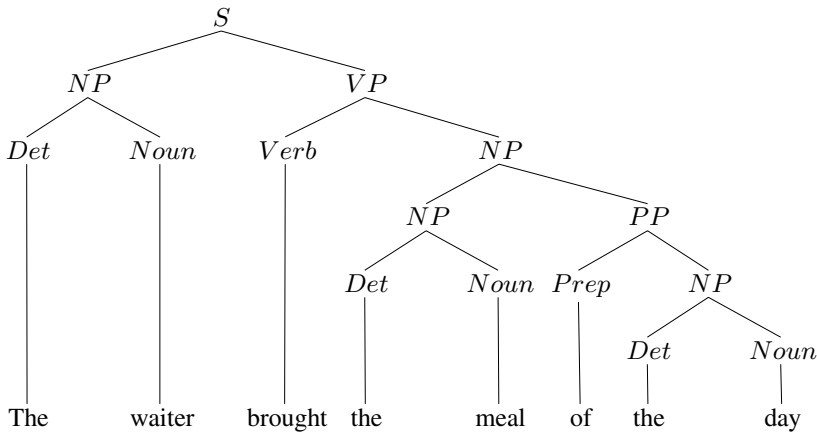 S
NP VP
Det Noun Verb NP
NP PP
Det Noun Prep NP
Det Noun
The waiter brought the meal of the day